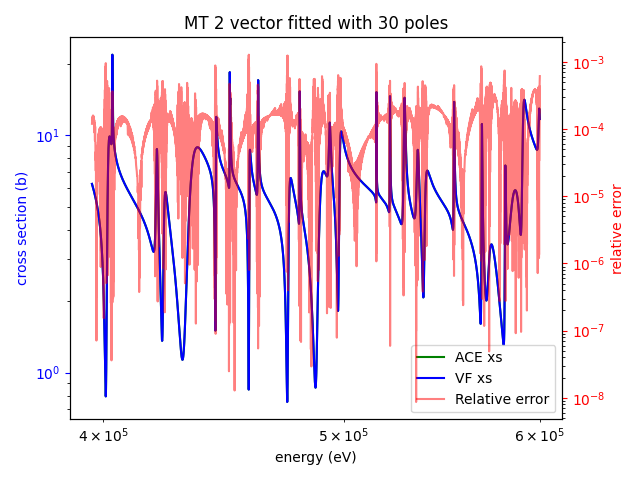 MT 2 vector fitted with 30 poles
cross section (b)
10¹
10⁰
10⁻³
10⁻⁴
10⁻⁵
10⁻⁶
10⁻⁷
10⁻⁸
relative error
ACE xs
VF xs
Relative error
4 × 10⁵
5 × 10⁵
6 × 10⁵
energy (eV)